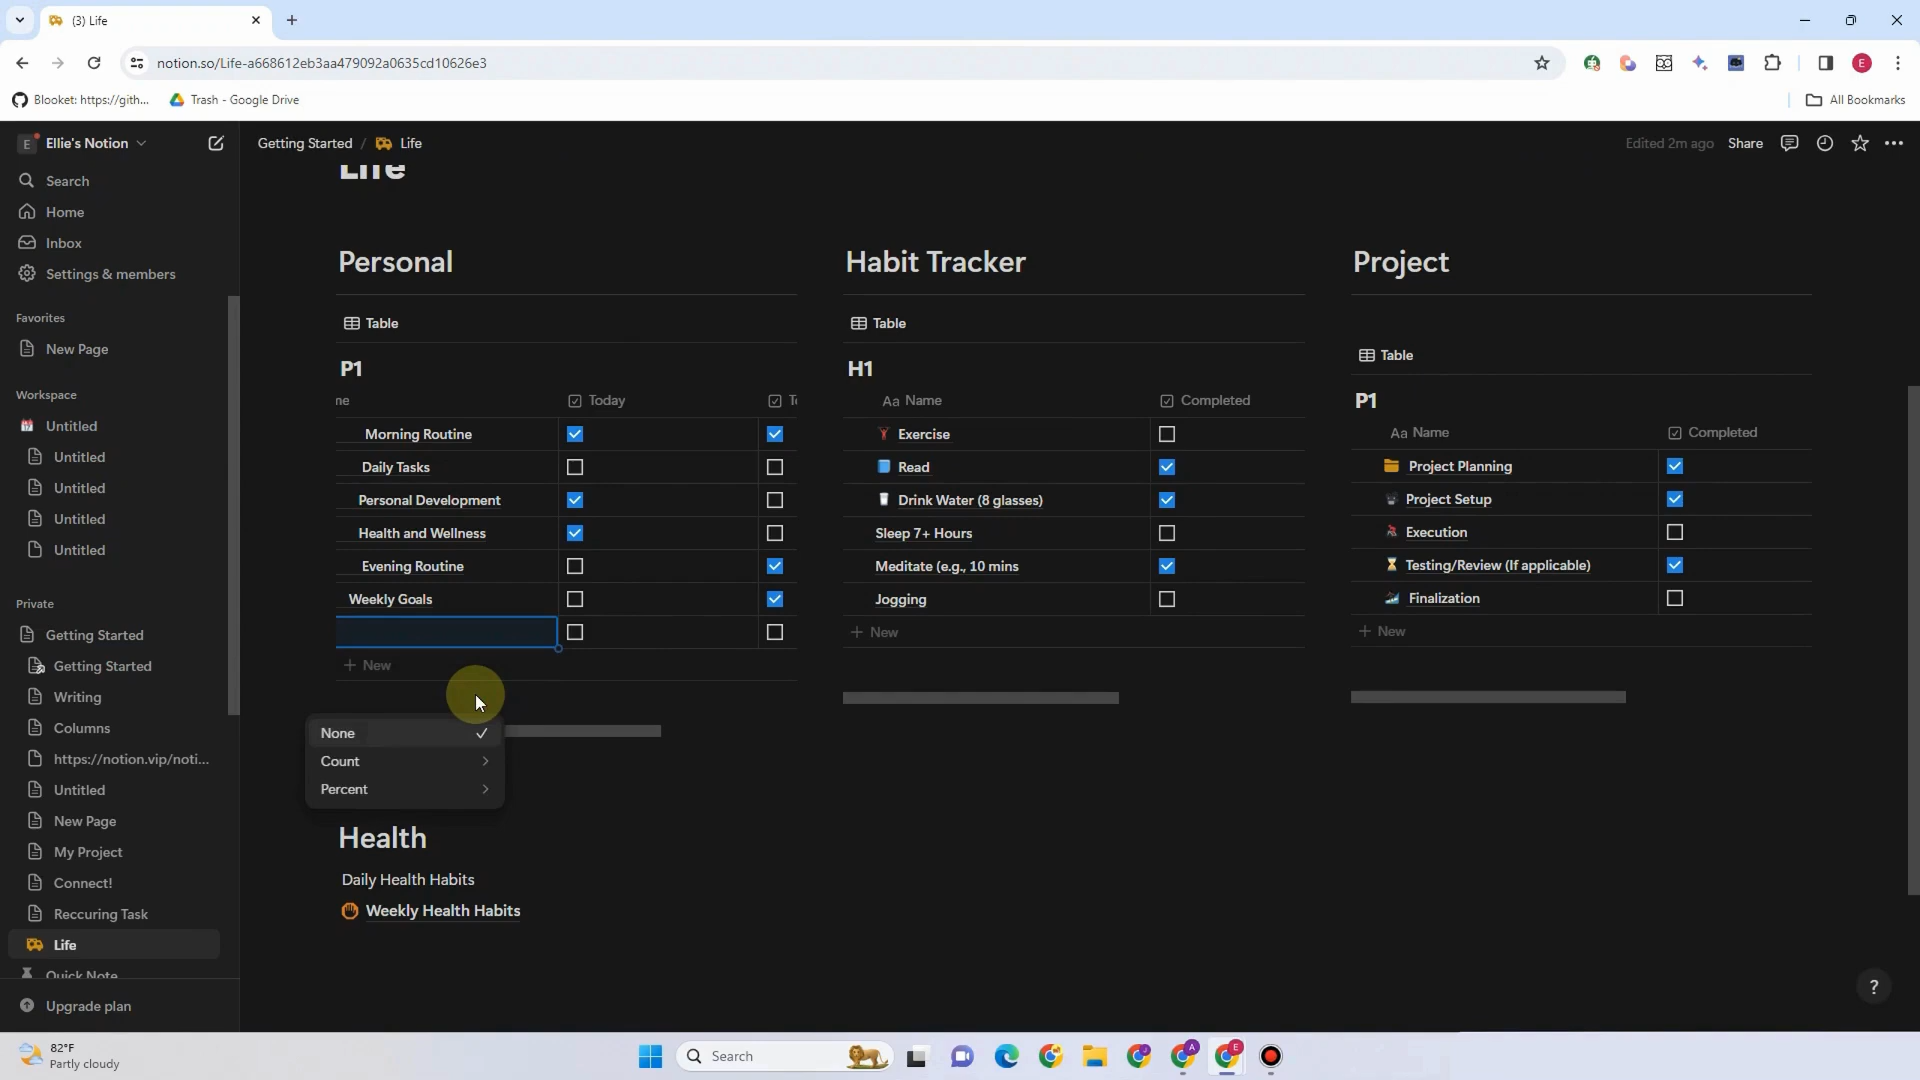 (3) Life
notion.so/Life-a668612eb3aa479092a0635cd10626e3
Blooket: https://gith...
Trash - Google Drive
All Bookmarks
E
Ellie's Notion
Search
Home
Inbox
Settings & members
Favorites
New Page
Workspace
Untitled
Untitled
Untitled
Untitled
Untitled
Private
Getting Started
Getting Started
Writing
Columns
https://notion.vip/noti...
Untitled
New Page
My Project
Connect!
Reccuring Task
Life
Quick Note
Upgrade plan
Getting Started / Life
Edited 2m ago
Share
Life
Personal
Table
P1
me
Today
To
Morning Routine
Daily Tasks
Personal Development
Health and Wellness
Evening Routine
Weekly Goals
+ New
None
Count
Percent
Habit Tracker
Table
H1
Aa Name
Completed
Exercise
Read
Drink Water (8 glasses)
Sleep 7+ Hours
Meditate (e.g., 10 mins
Jogging
+ New
Project
Table
P1
Aa Name
Completed
Project Planning
Project Setup
Execution
Testing/Review (If applicable)
Finalization
+ New
Health
Daily Health Habits
Weekly Health Habits
?
82°F
Partly cloudy
Search